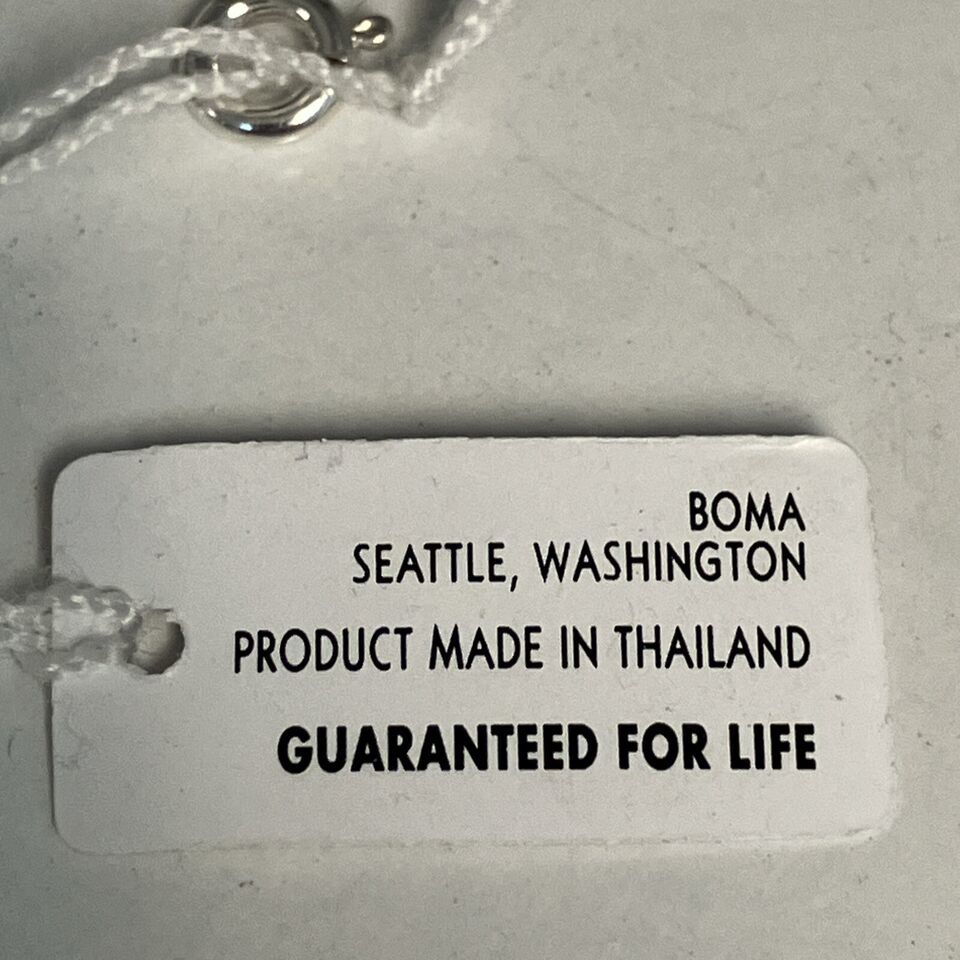 BOMA
SEATTLE, WASHINGTON
PRODUCT MADE IN THAILAND
GUARANTEED FOR LIFE